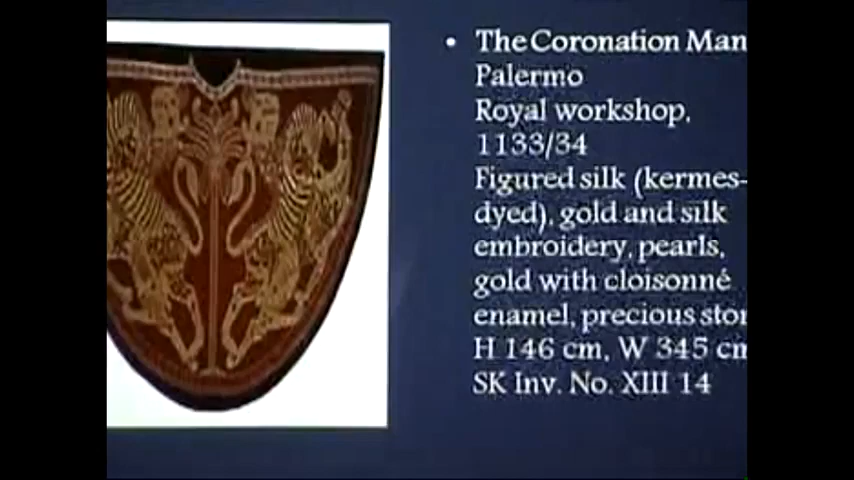 • The Coronation Man
Palermo
Royal workshop,
1133/34
Figured silk (kermes-
dyed), gold and silk
embroidery, pearls,
gold with cloisonné
enamel, precious ston
H 146 cm, W 345 cm
SK Inv. No. XIII 14